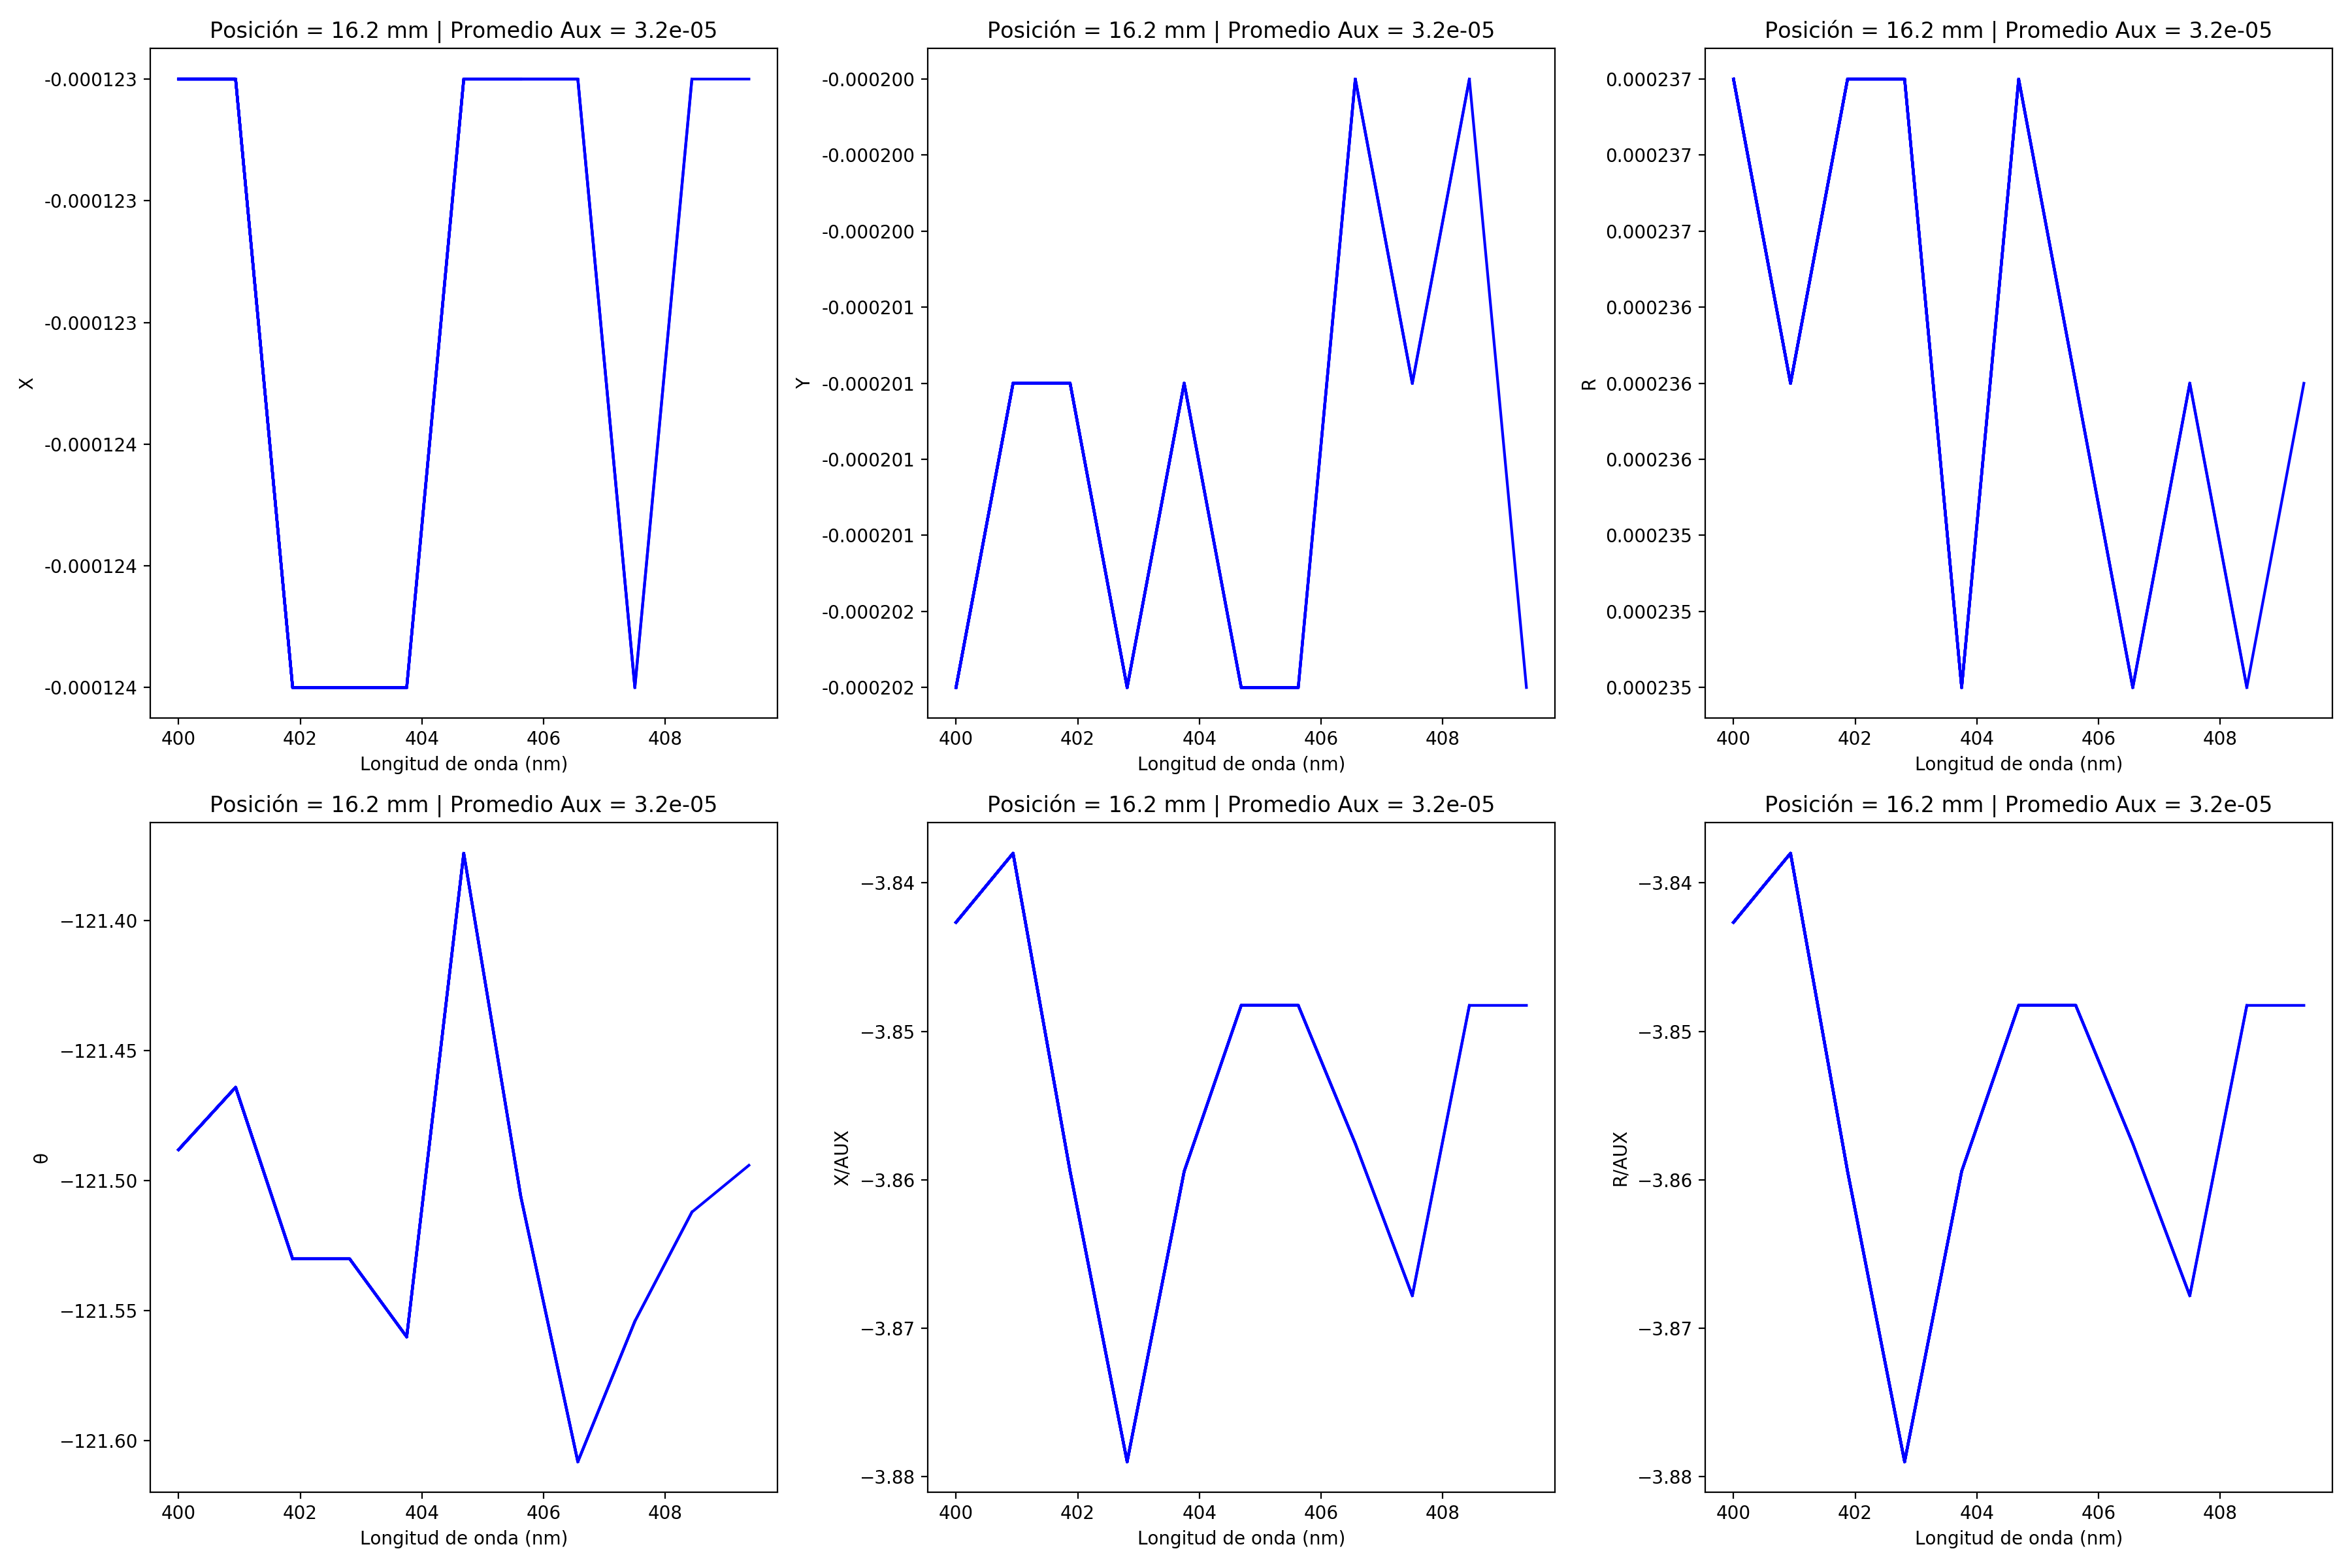 Posición = 16.2 mm | Promedio Aux = 3.2e-05
-0.000123
-0.000123
-0.000123
-0.000124
-0.000124
-0.000124
X
400 402 404 406 408
Longitud de onda (nm)
Posición = 16.2 mm | Promedio Aux = 3.2e-05
-0.000200
-0.000200
-0.000200
-0.000201
-0.000201
-0.000201
-0.000201
-0.000202
-0.000202
Y
400 402 404 406 408
Longitud de onda (nm)
Posición = 16.2 mm | Promedio Aux = 3.2e-05
0.000237
0.000237
0.000237
0.000236
0.000236
0.000236
0.000235
0.000235
0.000235
R
400 402 404 406 408
Longitud de onda (nm)
Posición = 16.2 mm | Promedio Aux = 3.2e-05
−121.40
−121.45
−121.50
−121.55
−121.60
θ
400 402 404 406 408
Longitud de onda (nm)
Posición = 16.2 mm | Promedio Aux = 3.2e-05
−3.84
−3.85
−3.86
−3.87
−3.88
X/AUX
400 402 404 406 408
Longitud de onda (nm)
Posición = 16.2 mm | Promedio Aux = 3.2e-05
−3.84
−3.85
−3.86
−3.87
−3.88
R/AUX
400 402 404 406 408
Longitud de onda (nm)